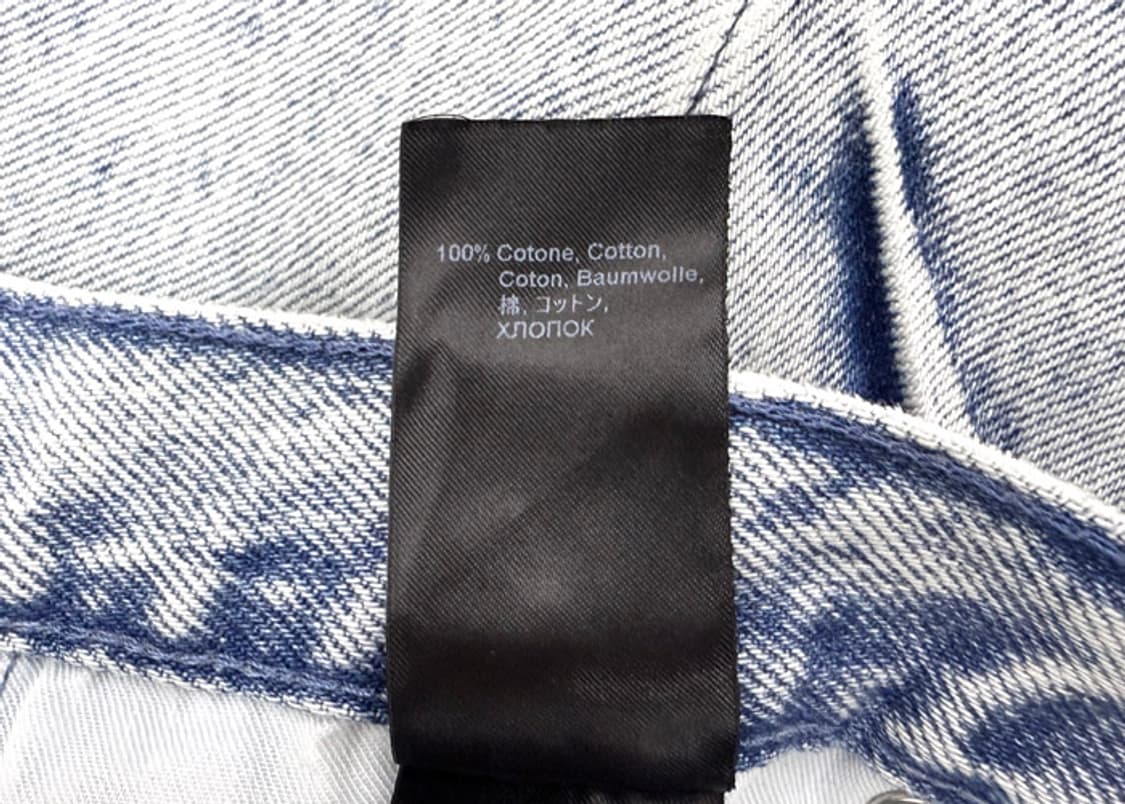 100% Cotone, Cotton,
Coton, Baumwolle,
棉, コットン,
ХЛОПОК